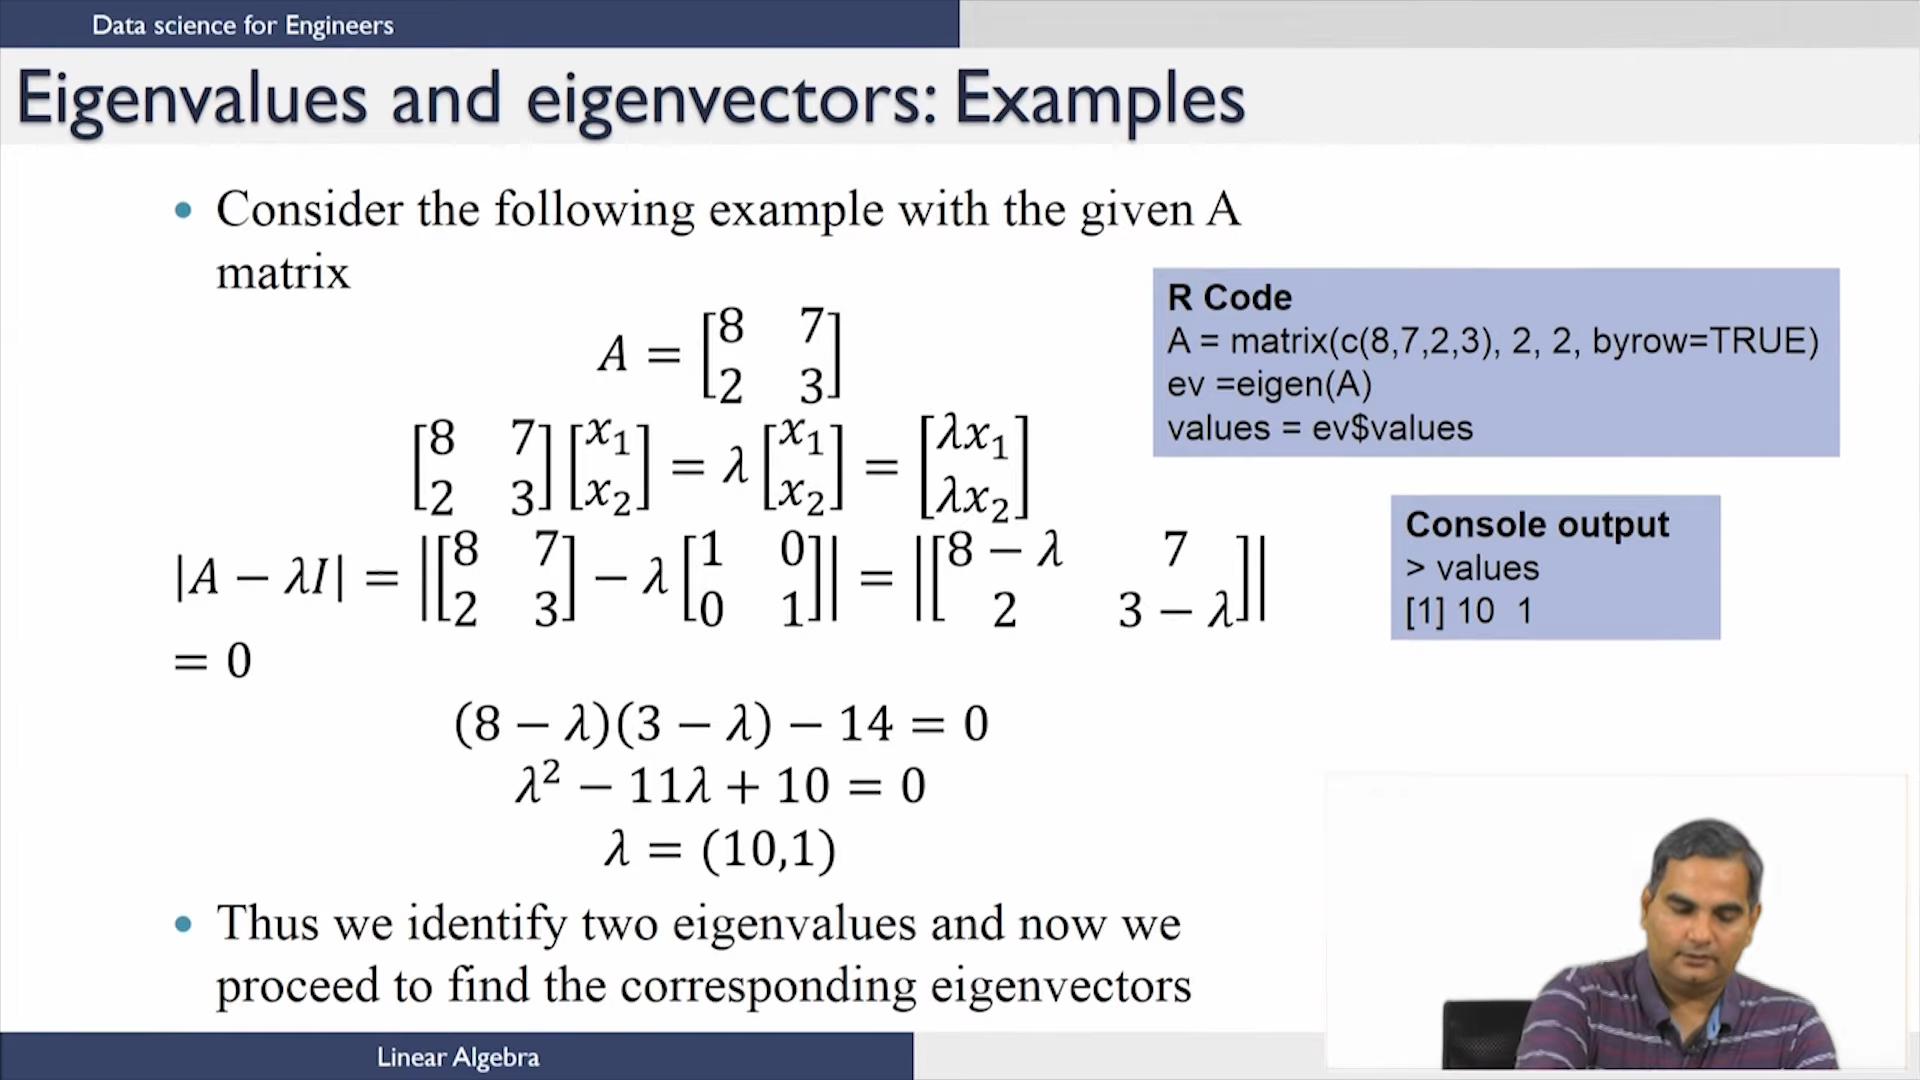 Data science for Engineers
Eigenvalues and eigenvectors: Examples
• Consider the following example with the given A
matrix
A = [8 7; 2 3]
[8 7; 2 3] [x₁; x₂] = λ [x₁; x₂] = [λx₁; λx₂]
|A − λI| = |[8 7; 2 3] − λ [1 0; 0 1]| = |[8 − λ 7; 2 3 − λ]|
= 0
(8 − λ)(3 − λ) − 14 = 0
λ² − 11λ + 10 = 0
λ = (10,1)
• Thus we identify two eigenvalues and now we
proceed to find the corresponding eigenvectors
R Code
A = matrix(c(8,7,2,3), 2, 2, byrow=TRUE)
ev =eigen(A)
values = ev$values
Console output
> values
[1] 10 1
Linear Algebra